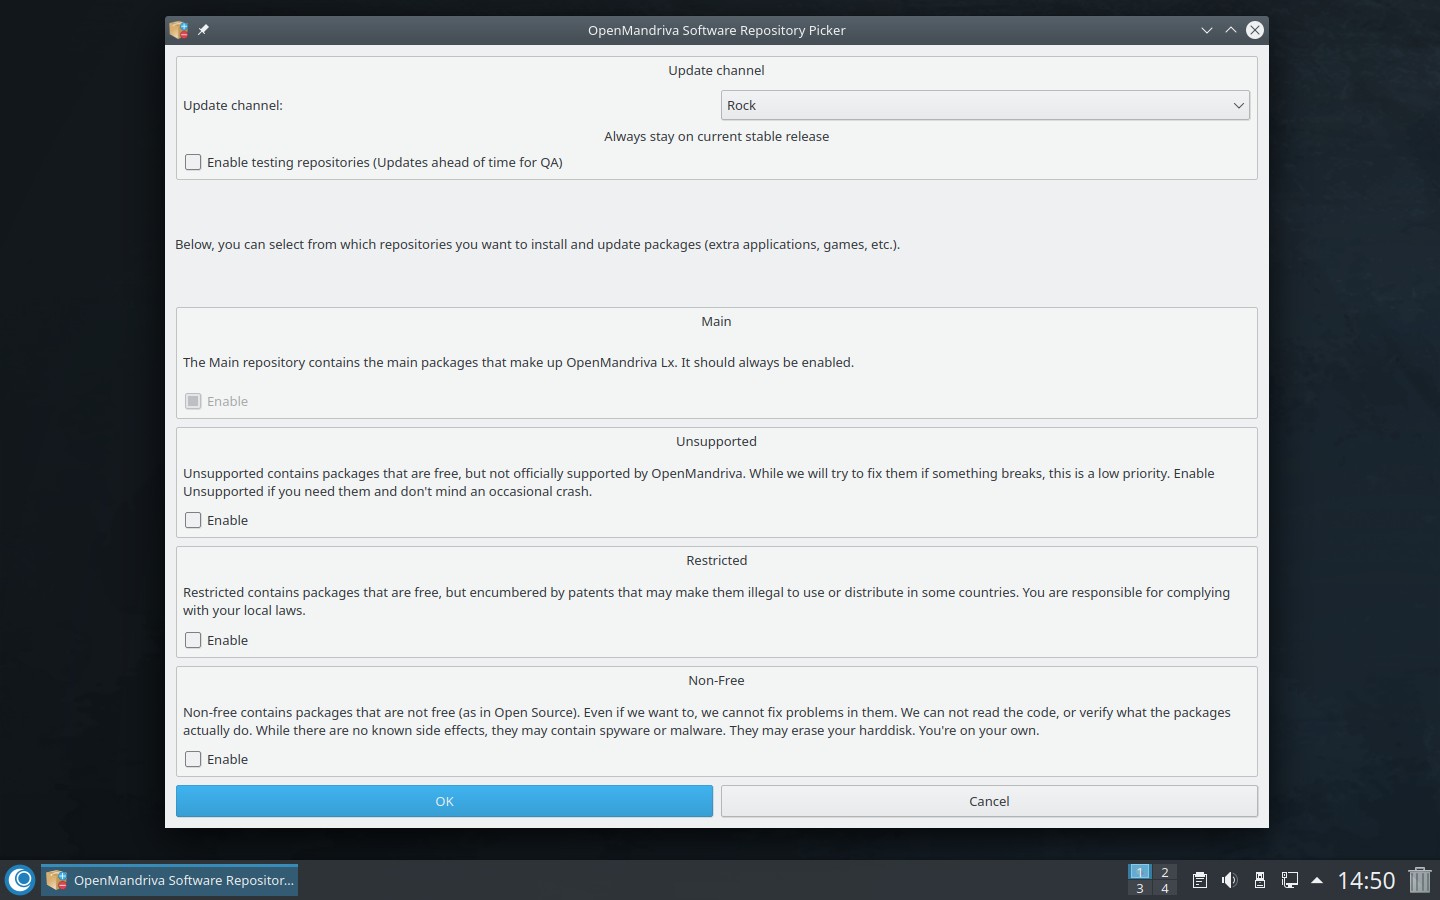 OpenMandriva Software Repository Picker
Update channel
Update channel:
Rock
Always stay on current stable release
Enable testing repositories (Updates ahead of time for QA)
Below, you can select from which repositories you want to install and update packages (extra applications, games, etc.).
Main
The Main repository contains the main packages that make up OpenMandriva Lx. It should always be enabled.
Enable
Unsupported
Unsupported contains packages that are free, but not officially supported by OpenMandriva. While we will try to fix them if something breaks, this is a low priority. Enable
Unsupported if you need them and don't mind an occasional crash.
Enable
Restricted
Restricted contains packages that are free, but encumbered by patents that may make them illegal to use or distribute in some countries. You are responsible for complying
with your local laws.
Enable
Non-Free
Non-free contains packages that are not free (as in Open Source). Even if we want to, we cannot fix problems in them. We can not read the code, or verify what the packages
actually do. While there are no known side effects, they may contain spyware or malware. They may erase your harddisk. You're on your own.
Enable
OK
Cancel
OpenMandriva Software Repositor...
1 2
3 4
14:50